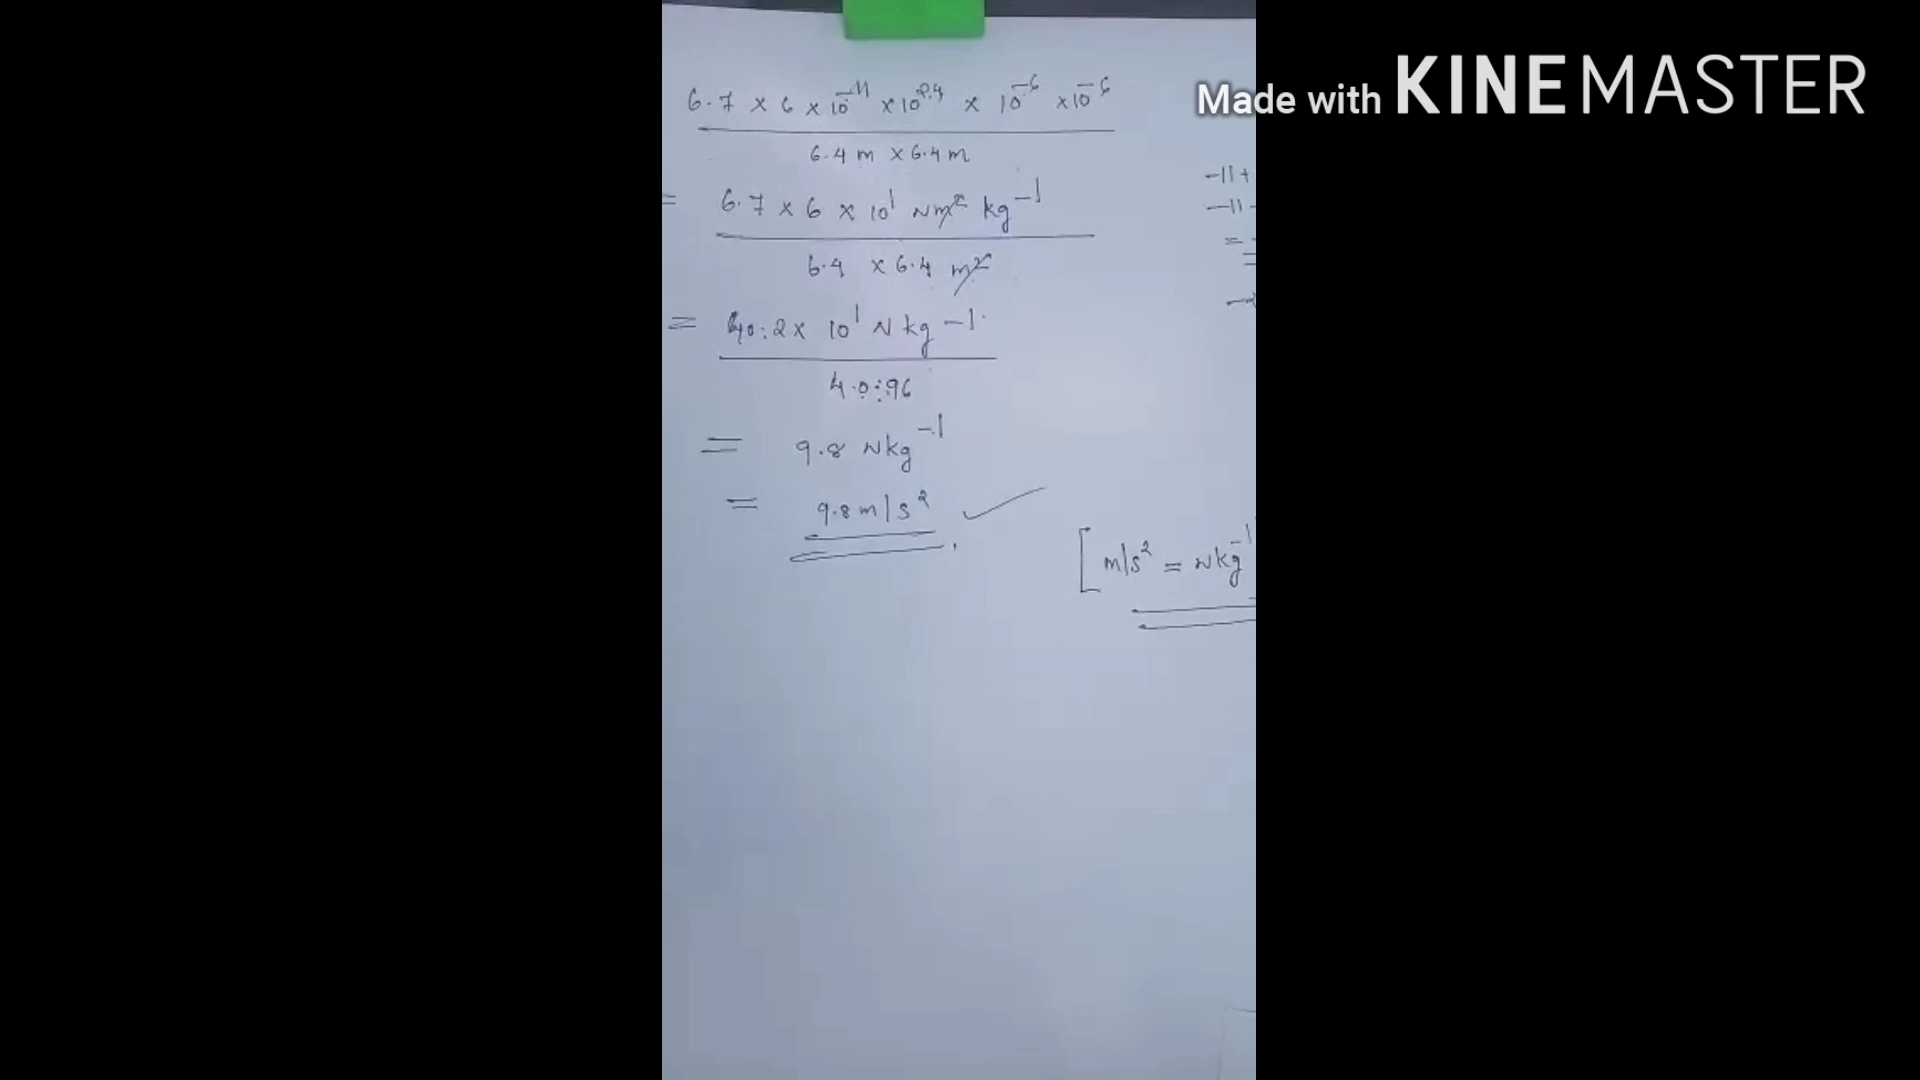 Made with KINEMASTER
6.7 × 6 × 10⁻¹¹ × 10²⁴ × 10⁻⁶ × 10⁻⁶
6.4 m × 6.4 m
= 6.7 × 6 × 10¹ Nm² kg⁻¹
6.4 × 6.4 m²
= 40.2 × 10¹ N kg⁻¹
40.96
= 9.8 Nkg⁻¹
= 9.8 m/s²
[m/s² = Nkg⁻¹
-11+
-11-
=